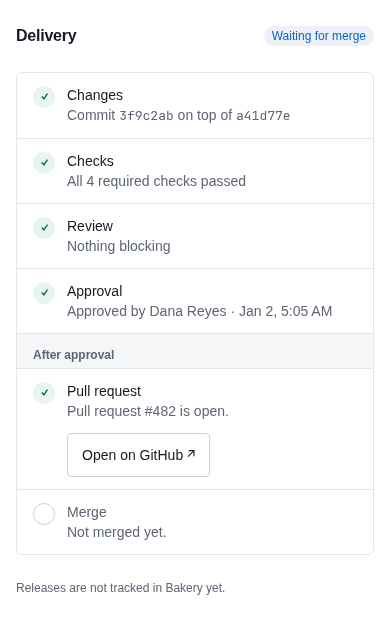 Delivery
Waiting for merge
Changes
Commit 3f9c2ab on top of a41d77e
Checks
All 4 required checks passed
Review
Nothing blocking
Approval
Approved by Dana Reyes · Jan 2, 5:05 AM
After approval
Pull request
Pull request #482 is open.
Open on GitHub ↗
Merge
Not merged yet.
Releases are not tracked in Bakery yet.